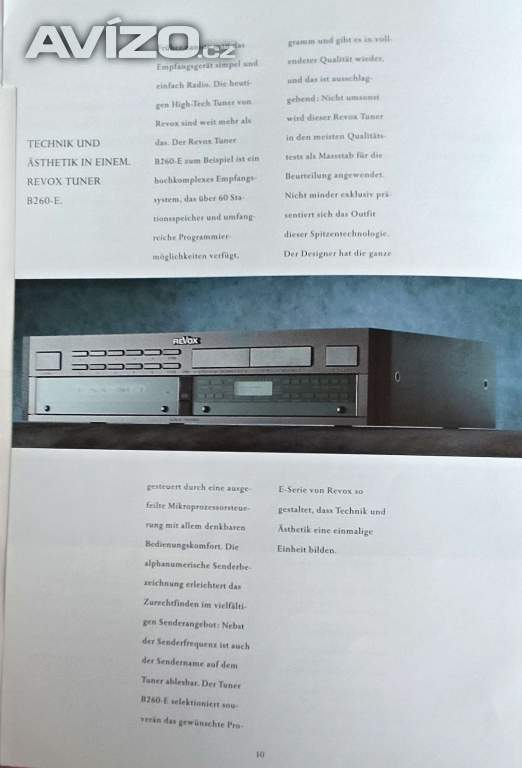 AVÍZO.cz
TECHNIK UND
ÄSTHETIK IN EINEM.
REVOX TUNER
B260-E.
das
Empfangsgerät simpel und
einfach Radio. Die heuti-
gen High-Tech Tuner von
Revox sind weit mehr als
das. Der Revox Tuner
B260-E zum Beispiel ist ein
hochkomplexes Empfangs-
system, das über 60 Sta-
tionsspeicher und umfang-
reiche Programmier-
möglichkeiten verfügt,
REVOX
gesteuert durch eine ausge-
feilte Mikroprozessorsteue-
rung mit allem denkbaren
Bedienungskomfort. Die
alphanumerische Senderbe-
zeichnung erleichtert das
Zurechtfinden im vielfälti-
gen Senderangebot: Nebst
der Senderfrequenz ist auch
der Sendername auf dem
Tuner ablesbar. Der Tuner
B260-E selektioniert sou-
verän das gewünschte Pro-
gramm und gibt es in voll-
endeter Qualität wieder,
und das ist ausschlag-
gebend: Nicht umsonst
wird dieser Revox Tuner
in den meisten Qualitäts-
tests als Massstab für die
Beurteilung angewendet.
Nicht minder exklusiv prä-
sentiert sich das Outfit
dieser Spitzentechnologie.
Der Designer hat die ganze
E-Serie von Revox so
gestaltet, dass Technik und
Ästhetik eine einmalige
Einheit bilden.
10